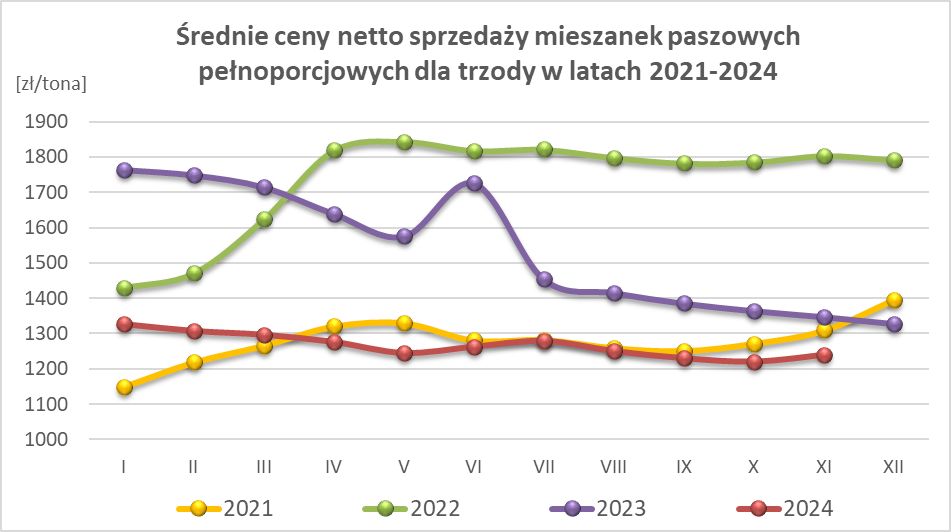 Średnie ceny netto sprzedaży mieszanek paszowych
pełnoporcjowych dla trzody w latach 2021-2024
[zł/tona]
1900
1800
1700
1600
1500
1400
1300
1200
1100
1000
I II III IV V VI VII VIII IX X XI XII
2021 2022 2023 2024